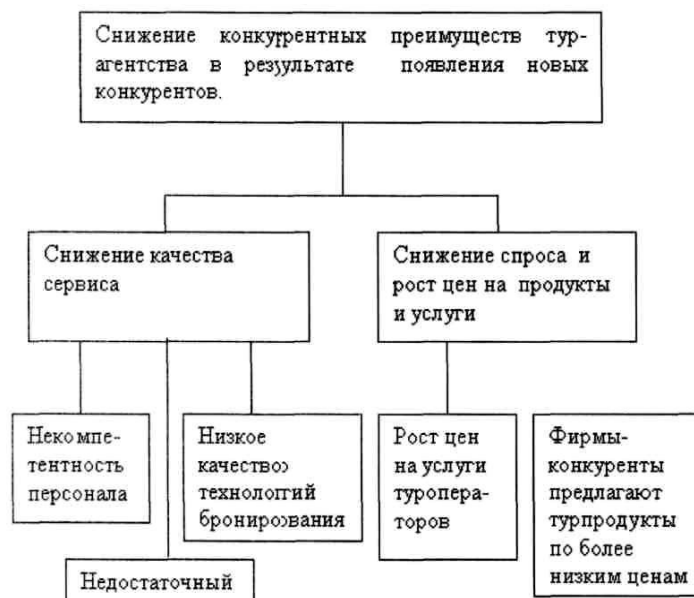 Снижение конкурентных преимуществ тур-
агентства в результате появления новых
конкурентов.
Снижение качества
сервиса
Снижение спроса и
рост цен на продукты
и услуги
Некомпе-
тентность
персонала
Низкое
качество
технологий
бронирования
Рост цен
на услуги
туропера-
торов
Фирмы-
конкуренты
предлагают
турпродукты
по более
низким ценам
Недостаточный